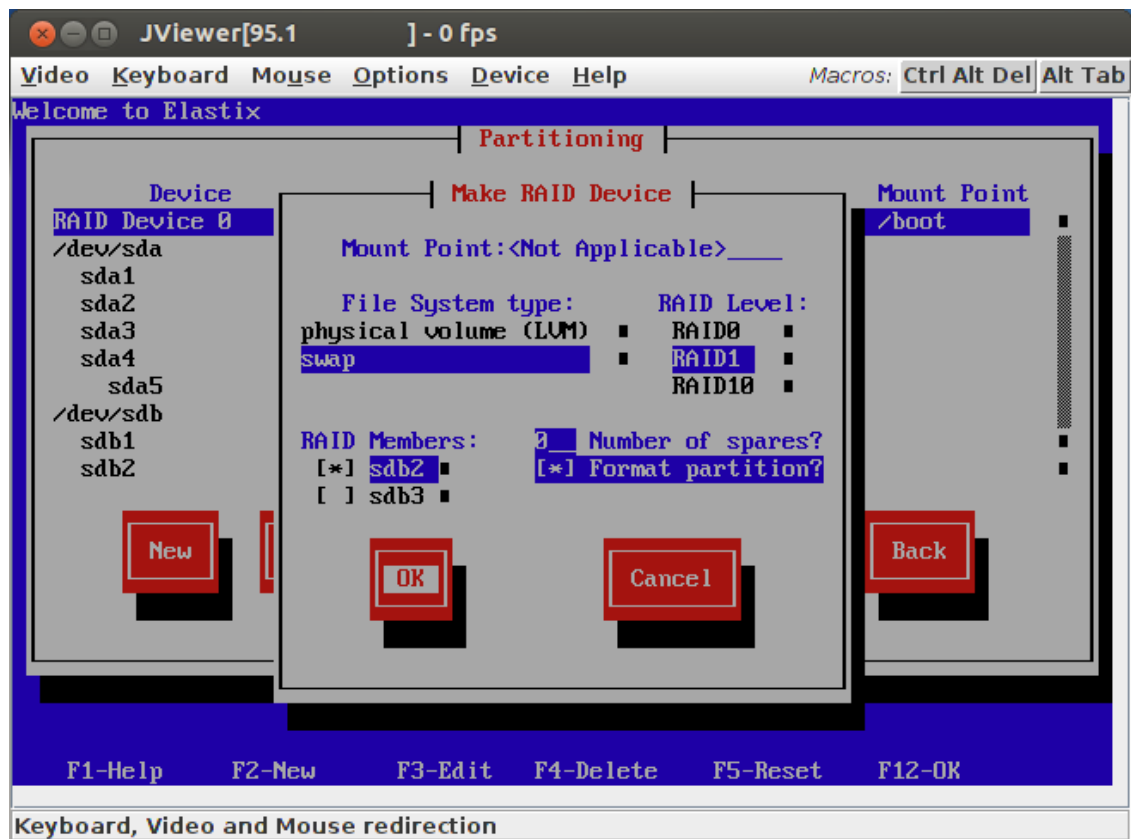 JViewer[95.1 ] - 0 fps
Video Keyboard Mouse Options Device Help Macros: Ctrl Alt Del Alt Tab
Welcome to Elastix
Partitioning
Device Make RAID Device Mount Point
RAID Device 0 /boot
/dev/sda Mount Point:<Not Applicable>____
sda1
sda2 File System type: RAID Level:
sda3 physical volume (LVM) RAID0
sda4 swap RAID1
sda5 RAID10
/dev/sdb
sdb1 RAID Members: 0__ Number of spares?
sdb2 [*] sdb2 [*] Format partition?
[ ] sdb3
New OK Cancel Back
F1-Help F2-New F3-Edit F4-Delete F5-Reset F12-OK
Keyboard, Video and Mouse redirection